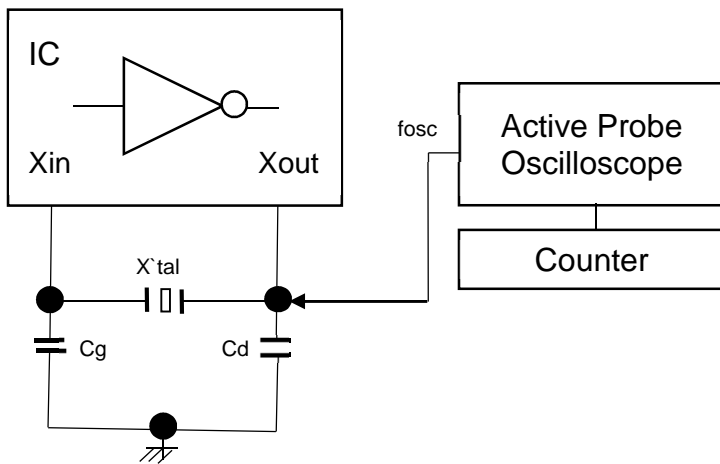 IC
Xin
Xout
fosc
Active Probe
Oscilloscope
Counter
X`tal
Cg
Cd